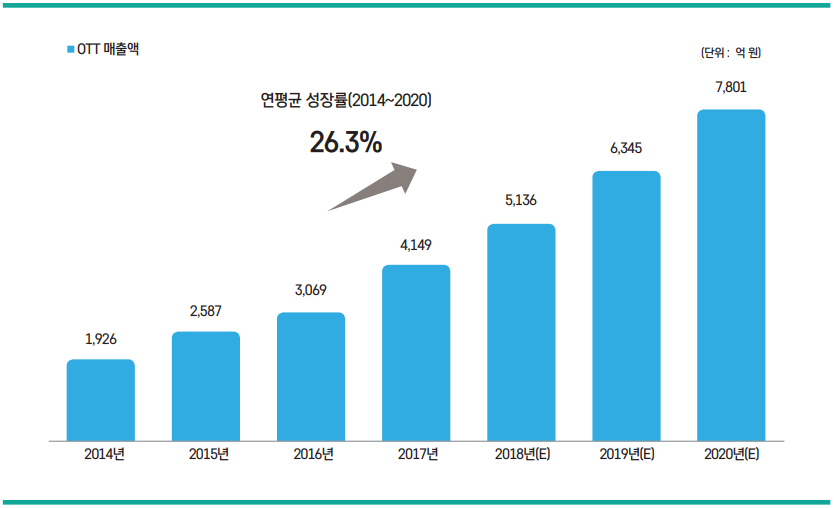 OTT 매출액
(단위 : 억 원)
연평균 성장률(2014~2020)
26.3%
1,926
2,587
3,069
4,149
5,136
6,345
7,801
2014년
2015년
2016년
2017년
2018년(E)
2019년(E)
2020년(E)